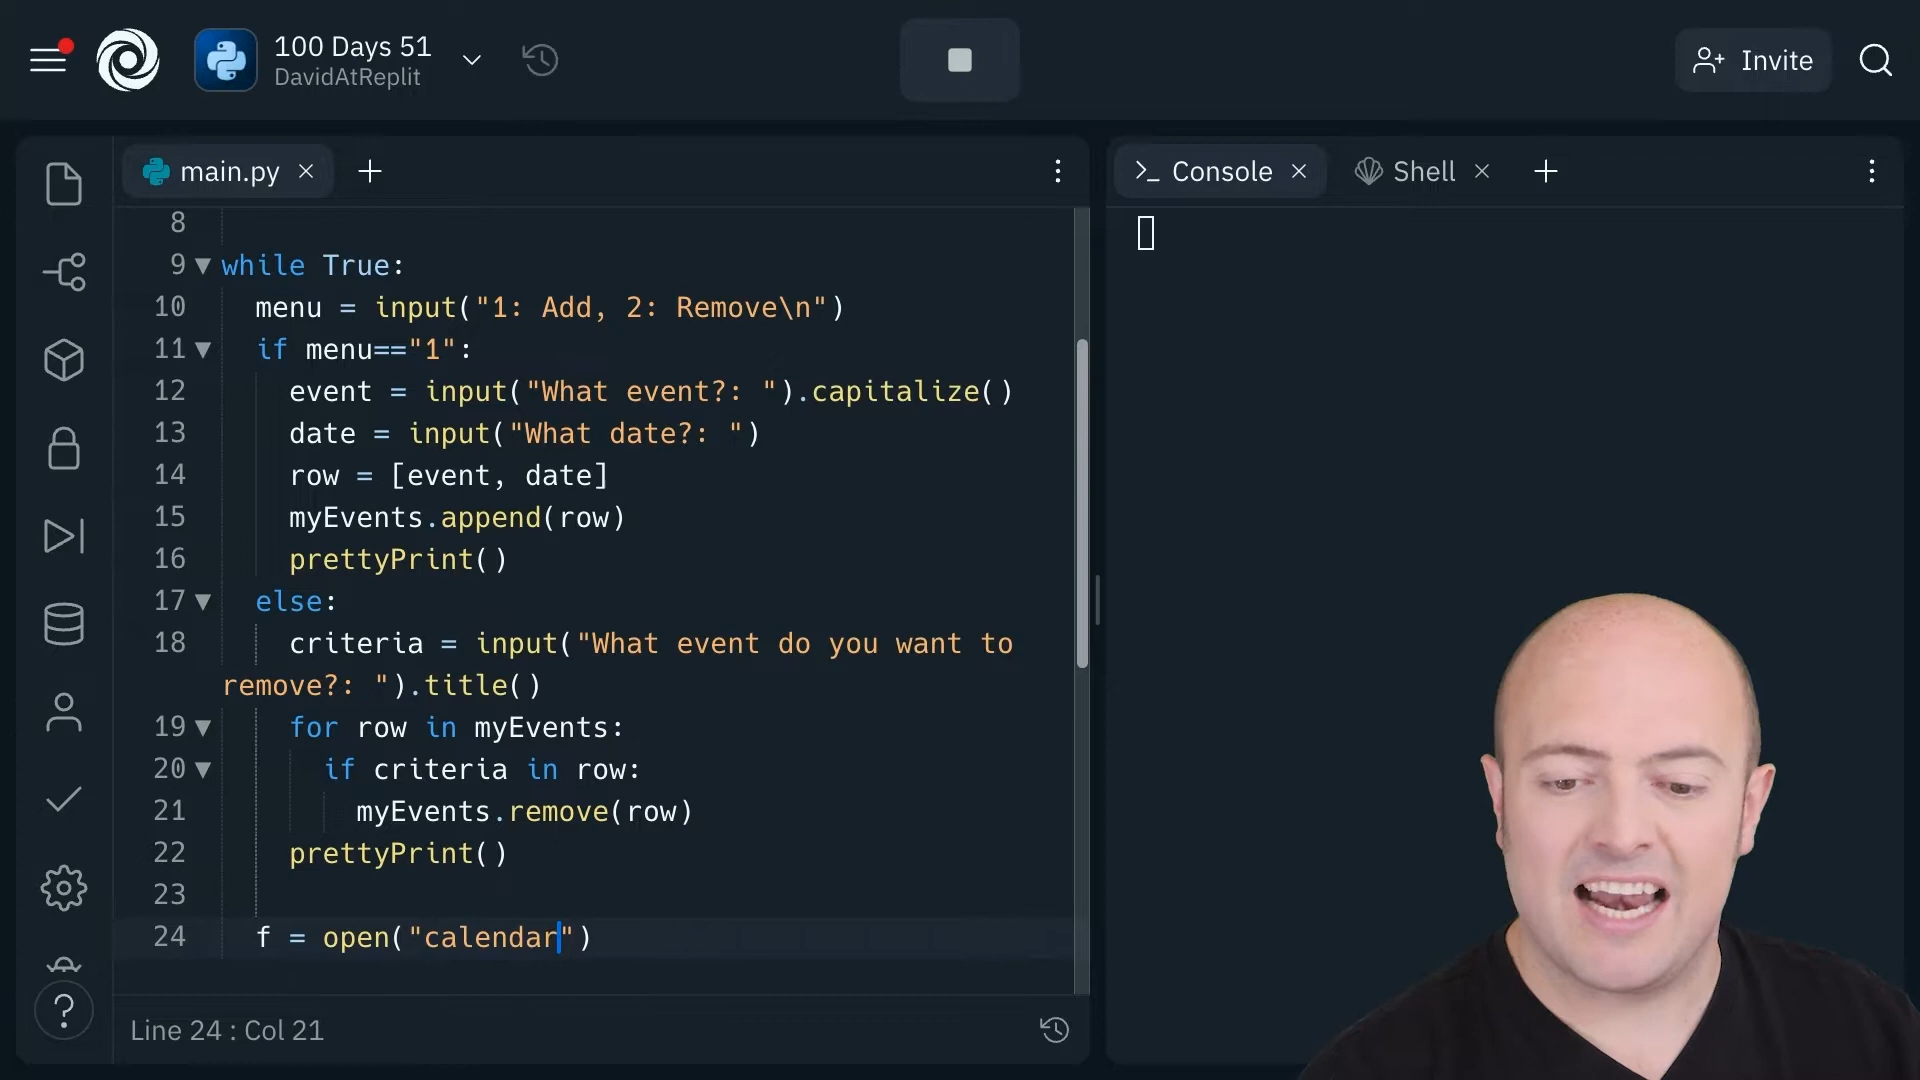 100 Days 51
DavidAtReplit
Invite
main.py
Console
Shell
8
9 while True:
10 menu = input("1: Add, 2: Remove\n")
11 if menu=="1":
12 event = input("What event?: ").capitalize()
13 date = input("What date?: ")
14 row = [event, date]
15 myEvents.append(row)
16 prettyPrint()
17 else:
18 criteria = input("What event do you want to
remove?: ").title()
19 for row in myEvents:
20 if criteria in row:
21 myEvents.remove(row)
22 prettyPrint()
23
24 f = open("calendar")
Line 24 : Col 21